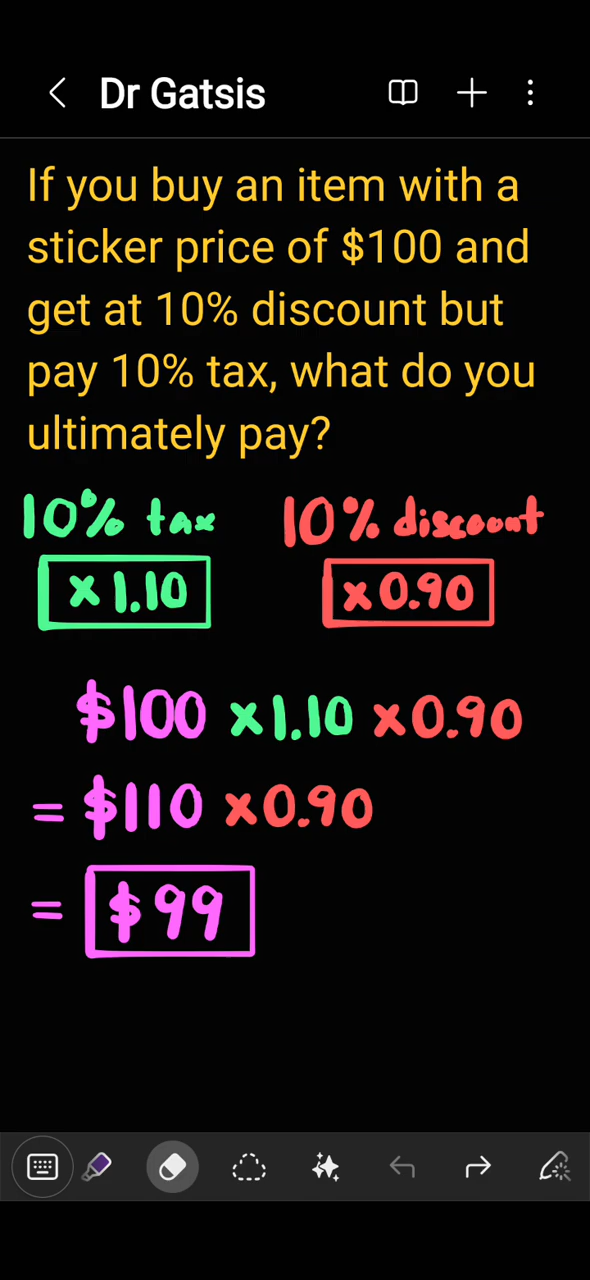 Dr Gatsis
If you buy an item with a
sticker price of $100 and
get at 10% discount but
pay 10% tax, what do you
ultimately pay?
10% tax 10% discount
x 1.10 x 0.90
$100 x 1.10 x 0.90
= $110 x 0.90
= $99